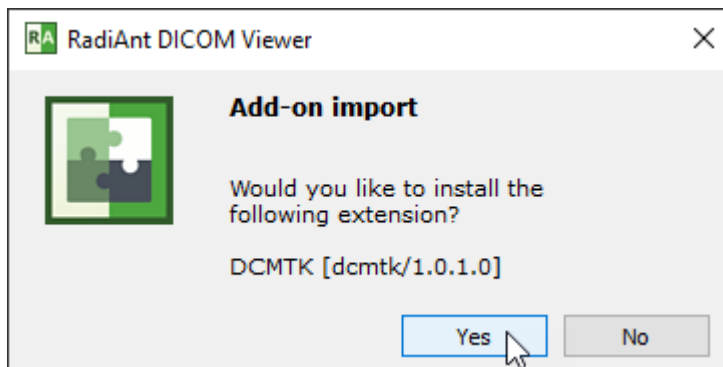 RA RadiAnt DICOM Viewer
Add-on import
Would you like to install the
following extension?
DCMTK [dcmtk/1.0.1.0]
Yes No